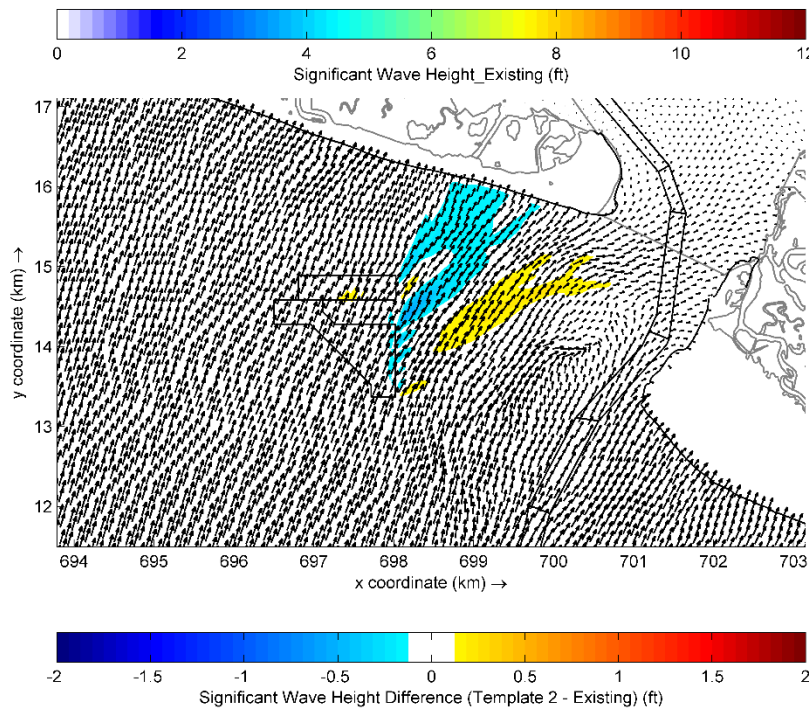 0 2 4 6 8 10 12
Significant Wave Height_Existing (ft)
17
16
15
14
13
12
y coordinate (km) →
694 695 696 697 698 699 700 701 702 703
x coordinate (km) →
-2 -1.5 -1 -0.5 0 0.5 1 1.5 2
Significant Wave Height Difference (Template 2 - Existing) (ft)